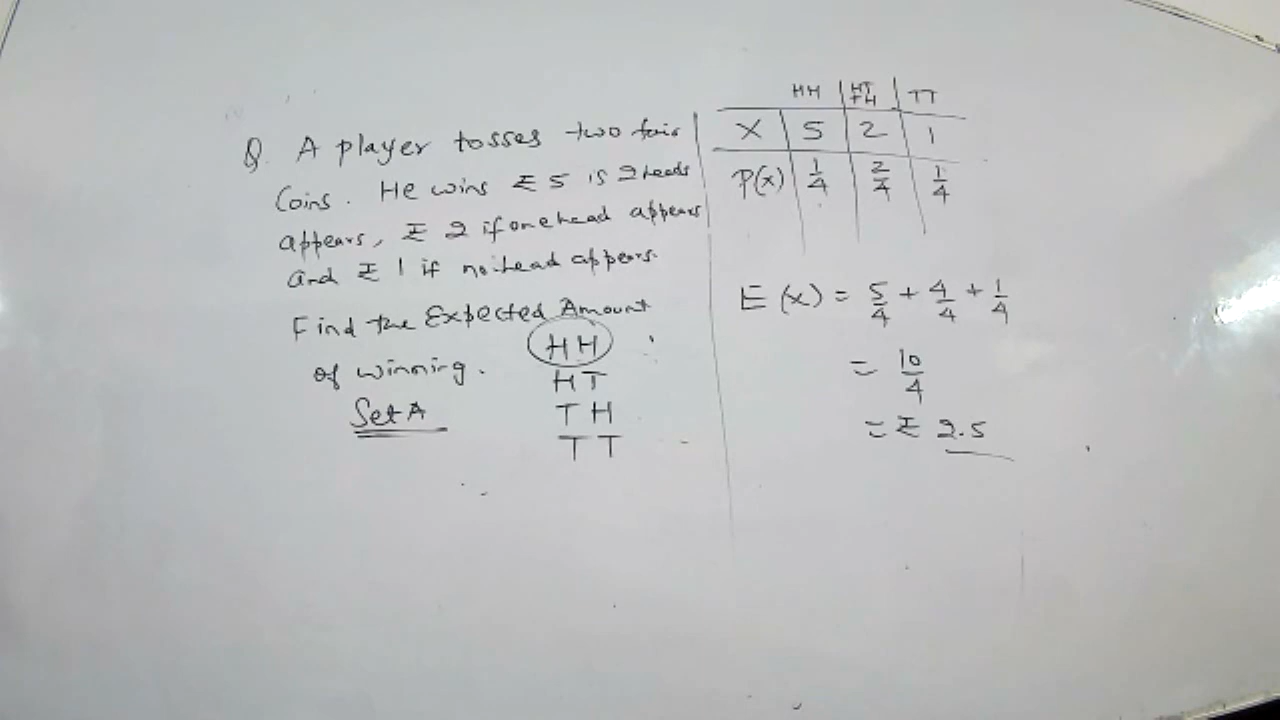 Q. A player tosses two fair
Coins. He wins ₹ 5 is 2 heads
appears, ₹ 2 if one head appears
and ₹ 1 if no head appears.
Find the Expected Amount
of winning.
Set A
HH
HT
TH
TT
HH HT TH TT
X 5 2 1
P(x) 1/4 2/4 1/4
E(x) = 5/4 + 4/4 + 1/4
= 10/4
= ₹ 2.5